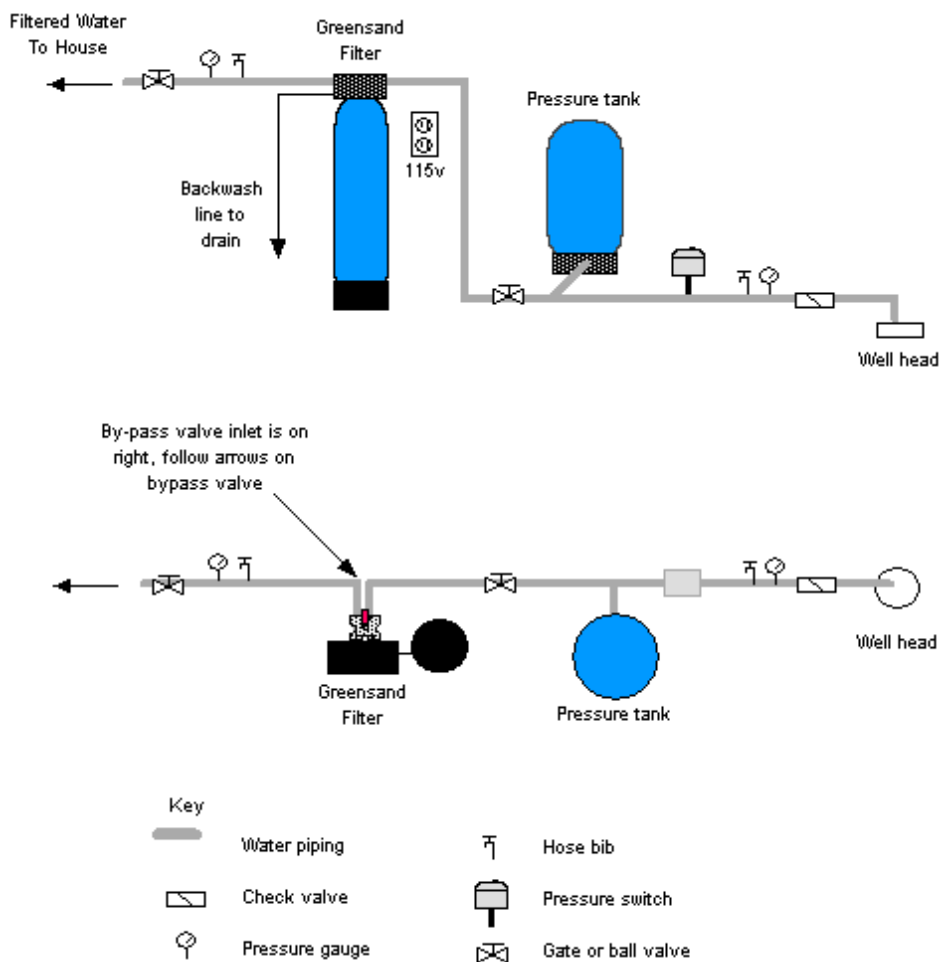 Filtered Water
To House
Greensand
Filter
Pressure tank
115v
Backwash
line to
drain
Well head
By-pass valve inlet is on
right, follow arrows on
bypass valve
Well head
Greensand
Filter
Pressure tank
Key
Water piping
Hose bib
Check valve
Pressure switch
Pressure gauge
Gate or ball valve